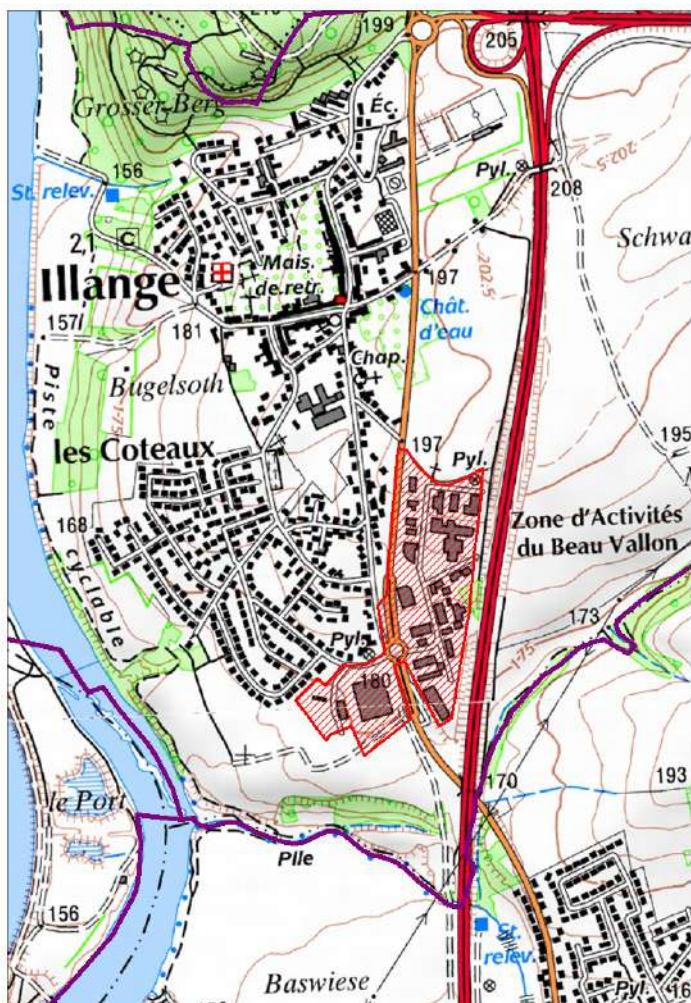 199
205
Grosser-Berg
Éc.
Pyl.
202.5
156
St. relev.
208
2,1
C
Schwa
Mais.
de retr.
Illange
197
202.5
Chât.
d'eau
157
181
Chap.
Piste
Bugelsoth
175
les Coteaux
197
Pyl.
195
Zone d'Activités
du Beau Vallon
168
cyclable
173
Pyl.
175
180
le Port
170
193
Plle
156
St.
relev.
Baswiese
Pyl.